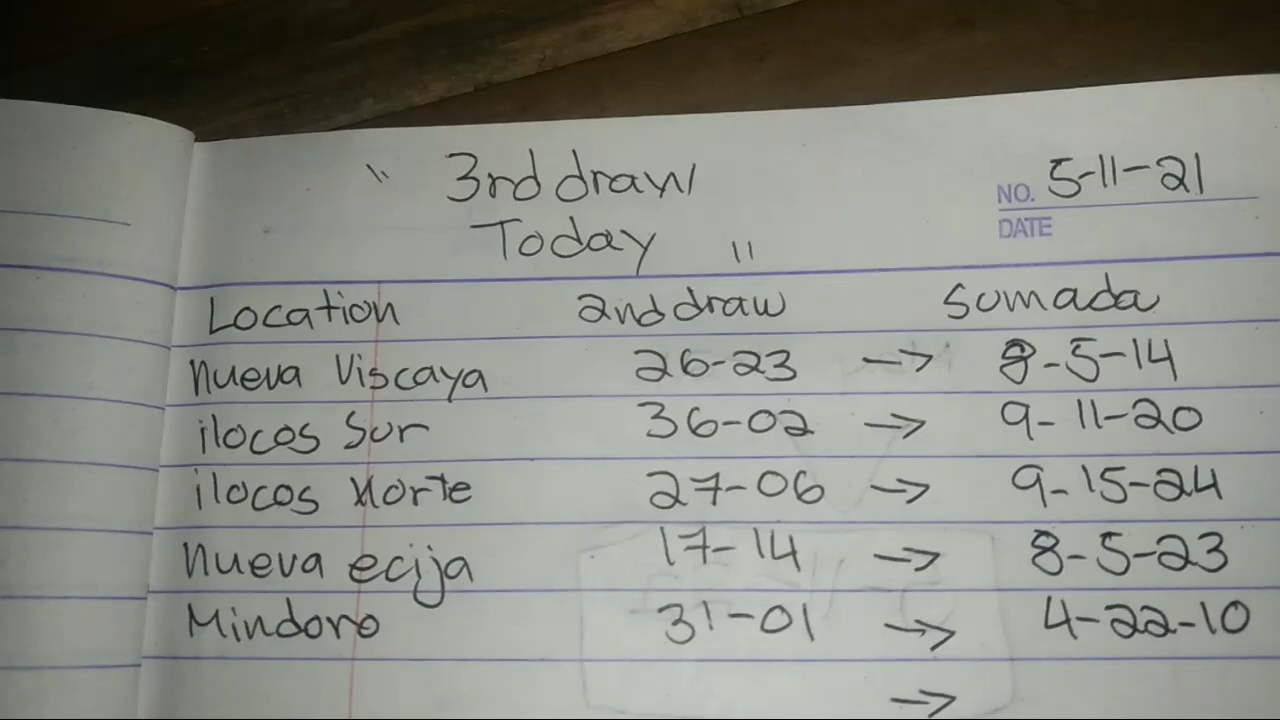 " 3rd draw
Today "
NO. 5-11-21
DATE
Location 2nd draw Sumada
Nueva Viscaya 26-23 → 8-5-14
ilocos Sur 36-02 → 9-11-20
ilocos Norte 27-06 → 9-15-24
Nueva ecija 17-14 → 8-5-23
Mindoro 31-01 → 4-22-10
→